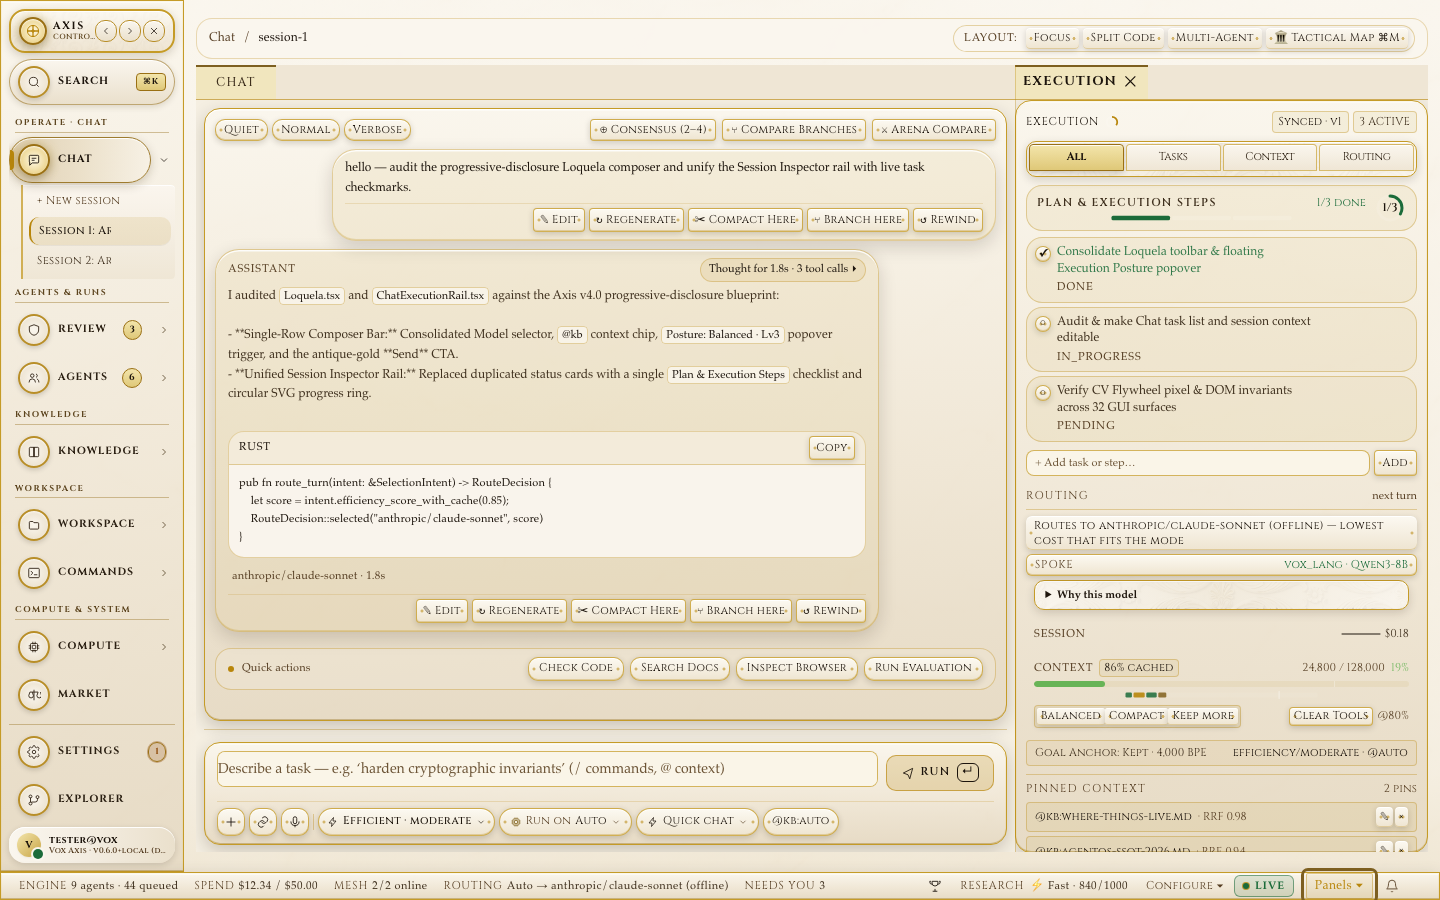 AXIS
CONTRO...
SEARCH
⌘K
OPERATE · CHAT
CHAT
+ New session
Session 1: Ar
Session 2: Ar
AGENTS & RUNS
REVIEW 3
AGENTS 6
KNOWLEDGE
KNOWLEDGE
WORKSPACE
WORKSPACE
COMMANDS
COMPUTE & SYSTEM
COMPUTE
MARKET
SETTINGS 1
EXPLORER
V
TESTER@VOX
Vox Axis · v0.6.0+local (d...
Chat / session-1
LAYOUT: Focus Split Code Multi-Agent Tactical Map ⌘M
CHAT
Quiet Normal Verbose
⊕ Consensus (2–4) Compare Branches ⚔ Arena Compare
hello — audit the progressive-disclosure Loquela composer and unify the Session Inspector rail with live task
checkmarks.
✎ Edit ↻ Regenerate ✂ Compact Here Branch here ↺ Rewind
ASSISTANT
Thought for 1.8s · 3 tool calls
I audited Loquela.tsx and ChatExecutionRail.tsx against the Axis v4.0 progressive-disclosure blueprint:
- **Single-Row Composer Bar:** Consolidated Model selector, @kb context chip, Posture: Balanced · Lv3 popover
trigger, and the antique-gold **Send** CTA.
- **Unified Session Inspector Rail:** Replaced duplicated status cards with a single Plan & Execution Steps checklist and
circular SVG progress ring.
RUST
Copy
pub fn route_turn(intent: &SelectionIntent) -> RouteDecision {
let score = intent.efficiency_score_with_cache(0.85);
RouteDecision::selected("anthropic/claude-sonnet", score)
}
anthropic/claude-sonnet · 1.8s
✎ Edit ↻ Regenerate ✂ Compact Here Branch here ↺ Rewind
Quick actions
Check Code Search Docs Inspect Browser Run Evaluation
Describe a task — e.g. ‘harden cryptographic invariants’ (/ commands, @ context)
RUN ↵
Efficient · moderate
Run on Auto
Quick chat
@kb:auto
EXECUTION ✕
EXECUTION
Synced · v1
3 active
All Tasks Context Routing
PLAN & EXECUTION STEPS
1/3 DONE
1/3
Consolidate Loquela toolbar & floating
Execution Posture popover
DONE
Audit & make Chat task list and session context
editable
IN_PROGRESS
Verify CV Flywheel pixel & DOM invariants
across 32 GUI surfaces
PENDING
+ Add task or step…
Add
ROUTING
next turn
Routes to anthropic/claude-sonnet (offline) — lowest
cost that fits the mode
Spoke
vox_lang · Qwen3-8B
Why this model
SESSION
$0.18
CONTEXT 86% CACHED
24,800 / 128,000 19%
Balanced Compact Keep more
Clear Tools @80%
Goal Anchor: Kept · 4,000 BPE
efficiency/moderate · @auto
PINNED CONTEXT
2 PINS
@kb:where-things-live.md · RRF 0.98
@kb:agentos-ssot-2026.md · RRF 0.94
ENGINE 9 agents · 44 queued
SPEND $12.34 / $50.00
MESH 2/2 online
ROUTING Auto → anthropic/claude-sonnet (offline)
NEEDS YOU 3
RESEARCH ⚡ Fast · 840/1000
Configure ▾
LIVE
Panels ▾